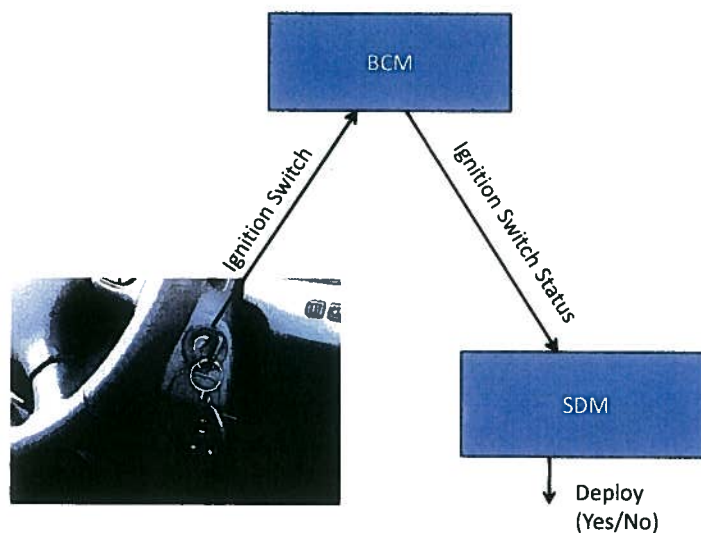 BCM
Ignition Switch
Ignition Switch Status
SDM
Deploy
(Yes/No)